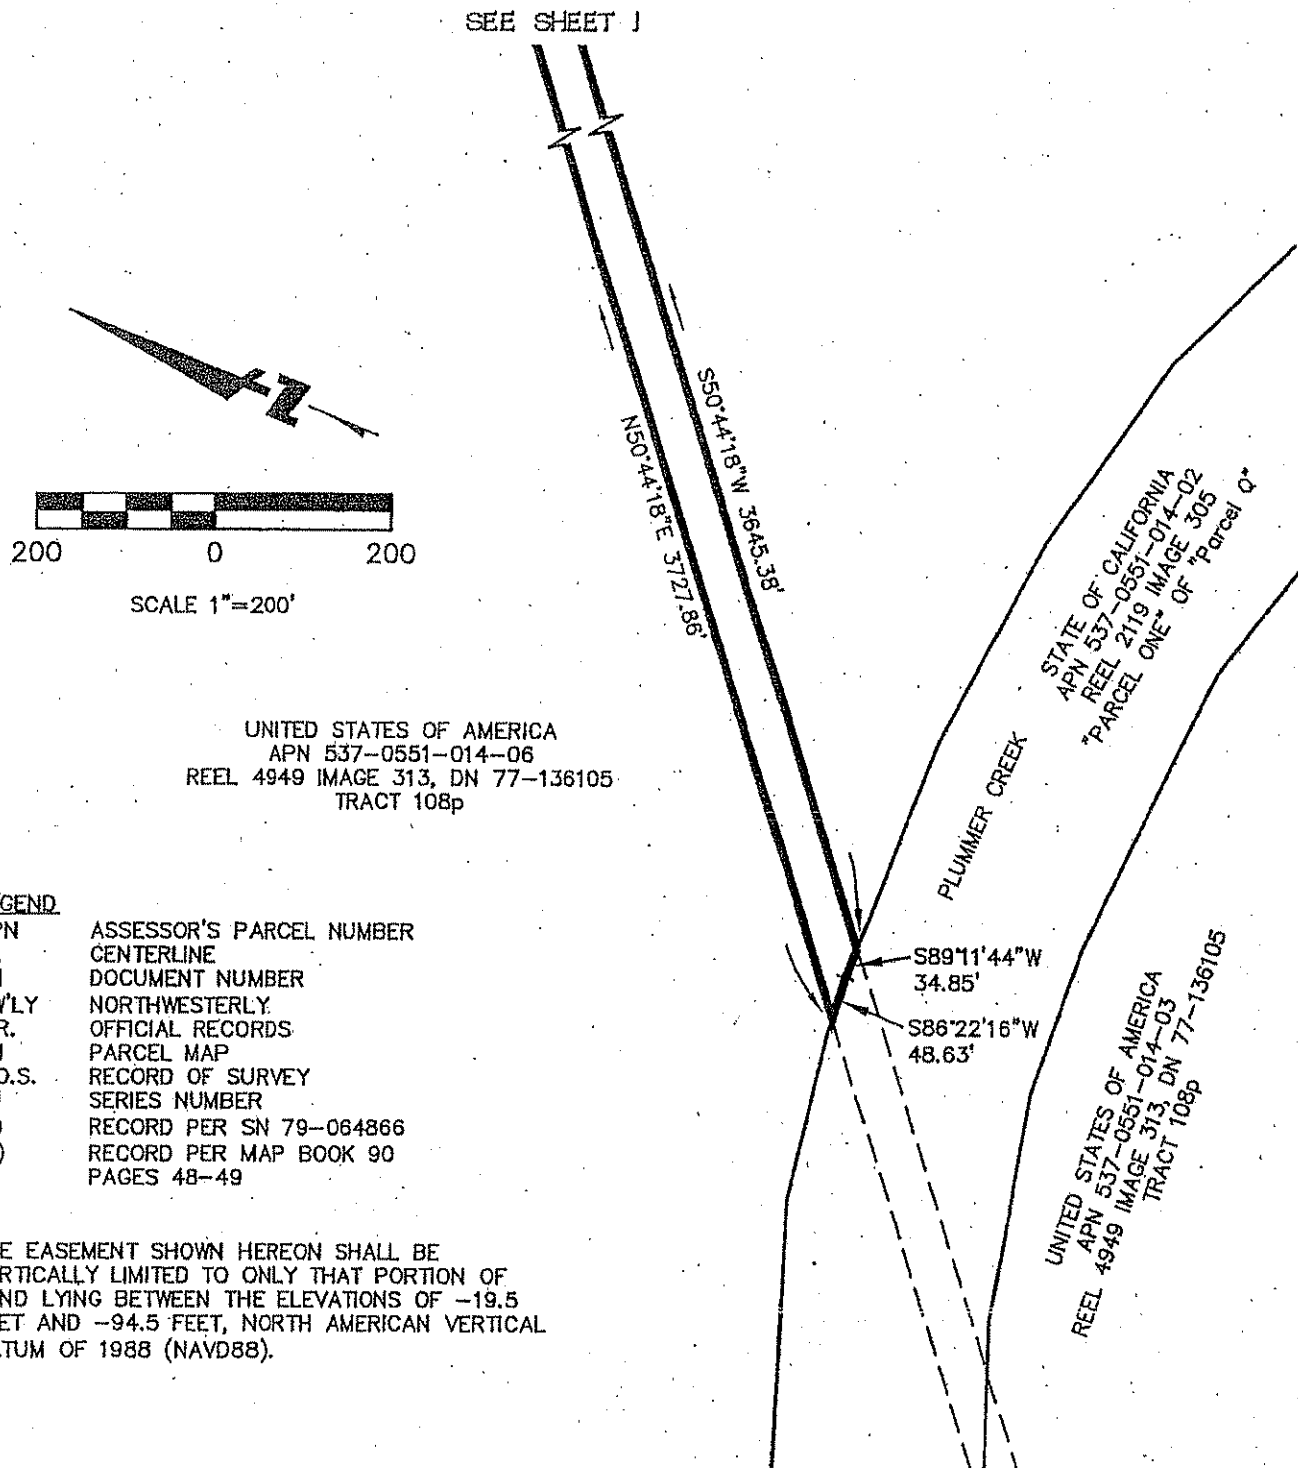 SEE SHEET J
N
200 0 200
SCALE 1"=200'
N50°44'18"E 3727.86'
S50°44'18"W 3645.38'
UNITED STATES OF AMERICA
APN 537-0551-014-06
REEL 4949 IMAGE 313, DN 77-136105
TRACT 108p
STATE OF CALIFORNIA
APN 537-0551-014-02
REEL 2119 IMAGE 305
"PARCEL ONE" OF "Parcel Q"
PLUMMER CREEK
S89°11'44"W
34.85'
S86°22'16"W
48.63'
UNITED STATES OF AMERICA
APN 537-0551-014-03
REEL 4949 IMAGE 313, DN 77-136105
TRACT 108p
GEND
PN ASSESSOR'S PARCEL NUMBER
CENTERLINE
DOCUMENT NUMBER
W'LY NORTHWESTERLY
R. OFFICIAL RECORDS
PARCEL MAP
O.S. RECORD OF SURVEY
SERIES NUMBER
) RECORD PER SN 79-064866
) RECORD PER MAP BOOK 90
PAGES 48-49
E EASEMENT SHOWN HEREON SHALL BE
RTICALLY LIMITED TO ONLY THAT PORTION OF
ND LYING BETWEEN THE ELEVATIONS OF -19.5
ET AND -94.5 FEET, NORTH AMERICAN VERTICAL
TUM OF 1988 (NAVD88).